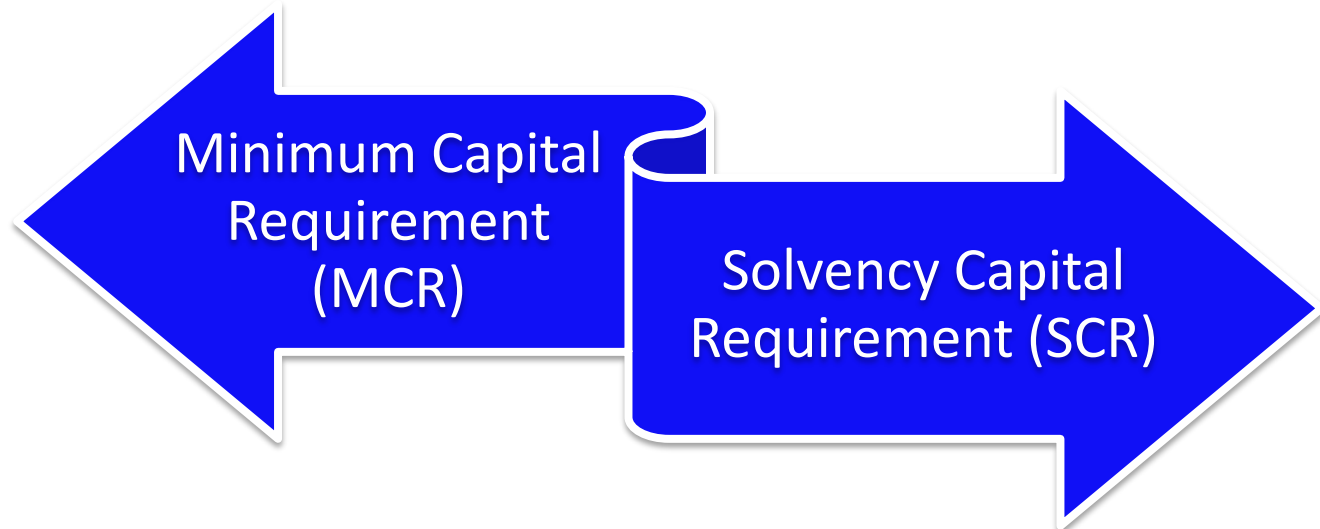 Minimum Capital
Requirement
(MCR)
Solvency Capital
Requirement (SCR)